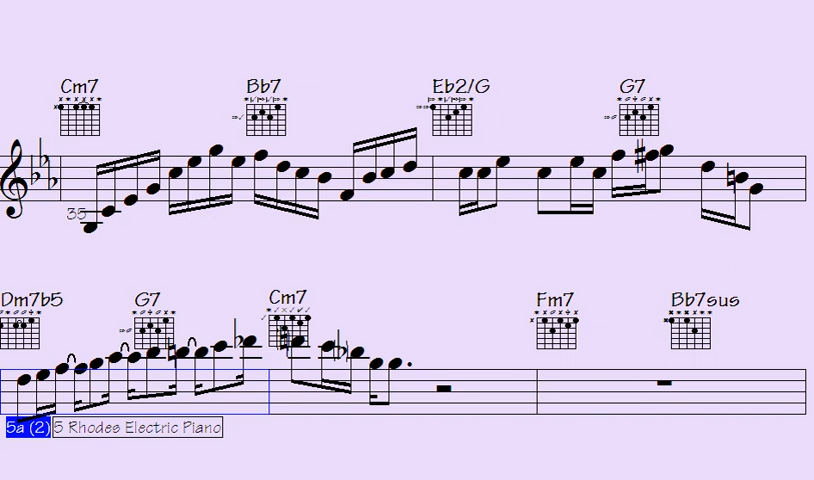 Cm7 Bb7 Eb2/G G7
35
Dm7b5 G7 Cm7 Fm7 Bb7sus
5a (2) 5 Rhodes Electric Piano